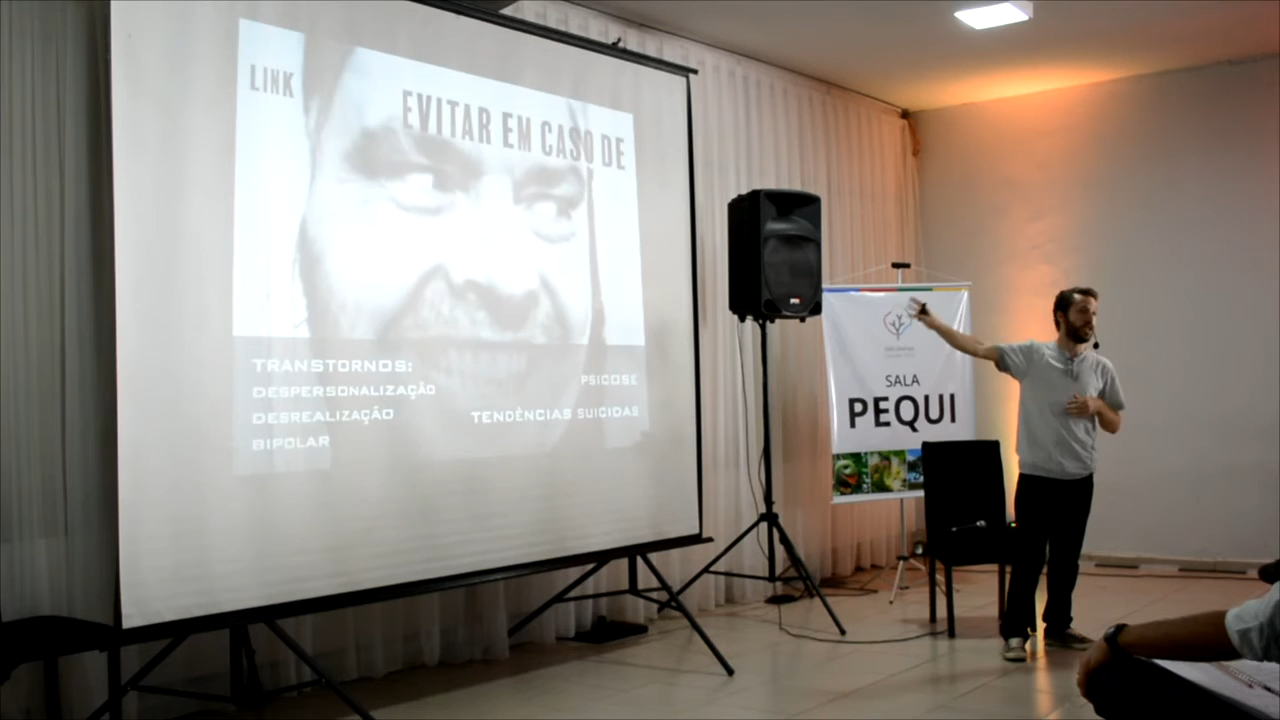 LINK
EVITAR EM CASO DE
TRANSTORNOS:
DESPERSONALIZAÇÃO
DESREALIZAÇÃO
BIPOLAR
PSICOSE
TENDÊNCIAS SUICIDAS
SALA
PEQUI